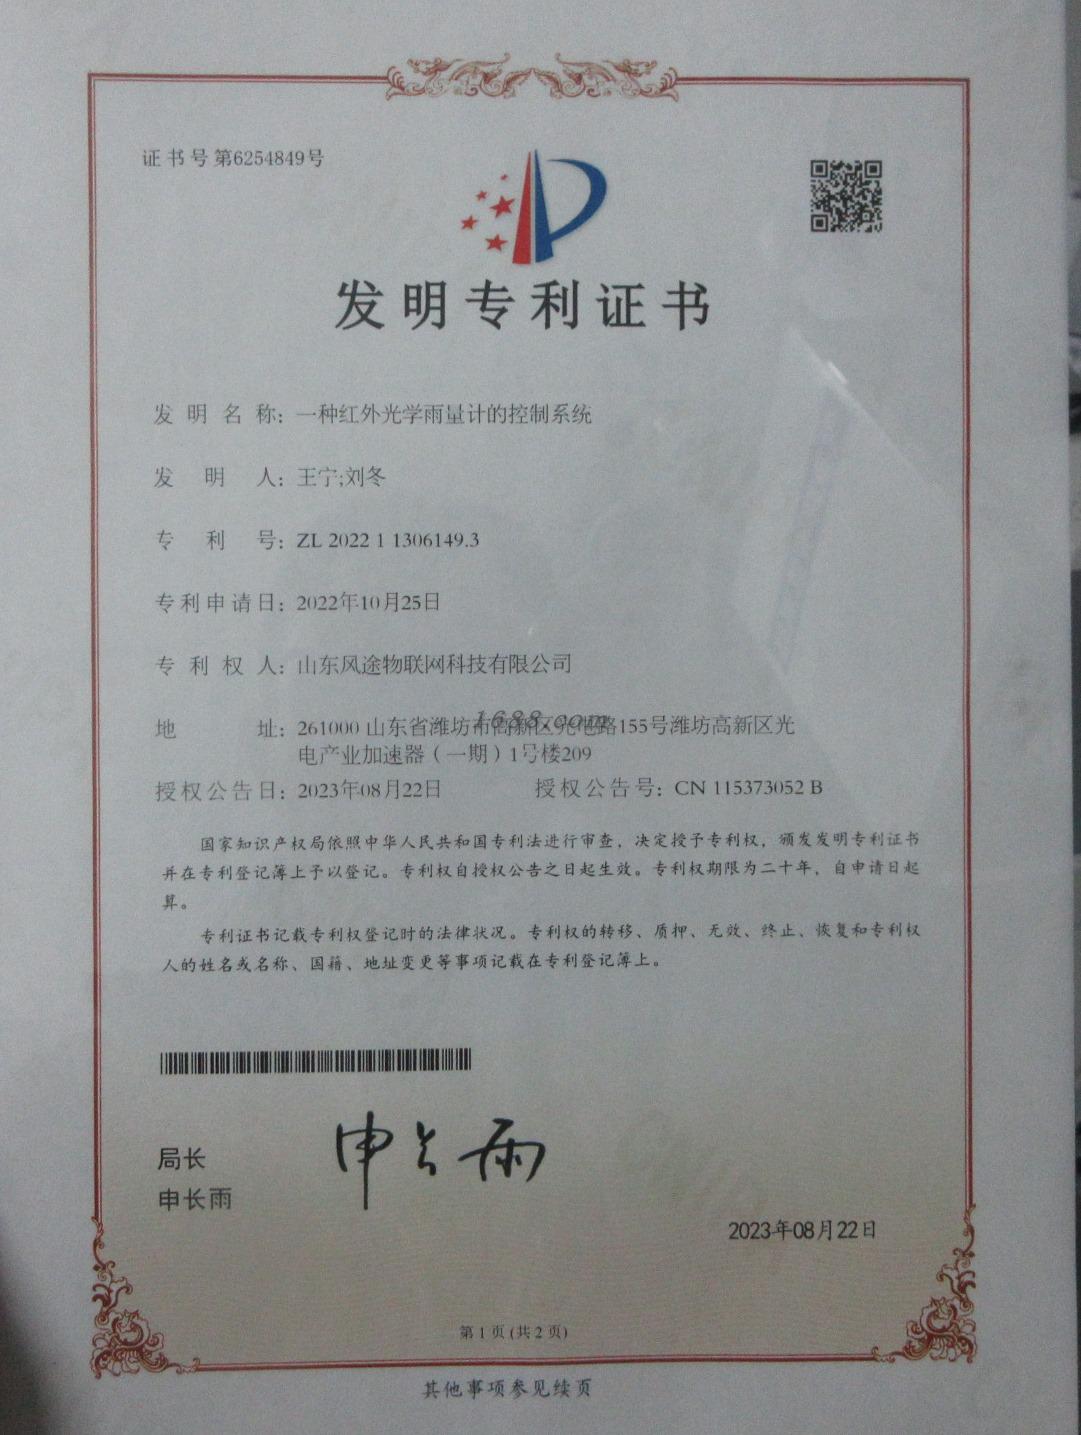 证书号第6254849号
发明专利证书
发明名称：一种红外光学雨量计的控制系统
发明人：王宁;刘冬
专利号：ZL 2022 1 1306149.3
专利申请日：2022年10月25日
专利权人：山东风途物联网科技有限公司
地址：261000 山东省潍坊市高新区光电路155号潍坊高新区光
电产业加速器（一期）1号楼209
1688.com
授权公告日：2023年08月22日 授权公告号：CN 115373052 B
国家知识产权局依照中华人民共和国专利法进行审查，决定授予专利权，颁发发明专利证书
并在专利登记簿上予以登记。专利权自授权公告之日起生效。专利权期限为二十年，自申请日起
算。
专利证书记载专利权登记时的法律状况。专利权的转移、质押、无效、终止、恢复和专利权
人的姓名或名称、国籍、地址变更等事项记载在专利登记簿上。
局长
申长雨
申长雨
2023年08月22日
第 1 页 (共 2 页)
其他事项参见续页